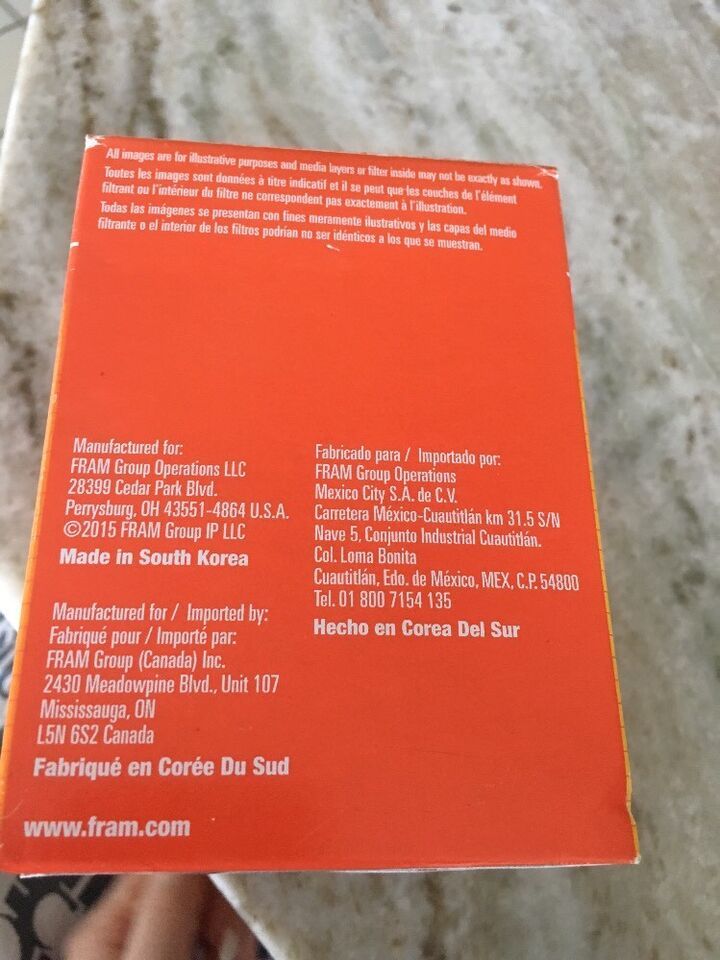 All images are for illustrative purposes and media layers or filter inside may not be exactly as shown.
Toutes les images sont données à titre indicatif et il se peut que les couches de l'élément
filtrant ou l'intérieur du filtre ne correspondent pas exactement à l'illustration.
Todas las imágenes se presentan con fines meramente ilustrativos y las capas del medio
filtrante o el interior de los filtros podrían no ser idénticos a los que se muestran.
Manufactured for:
FRAM Group Operations LLC
28399 Cedar Park Blvd.
Perrysburg, OH 43551-4864 U.S.A.
©2015 FRAM Group IP LLC
Made in South Korea
Manufactured for / Imported by:
Fabriqué pour / Importé par:
FRAM Group (Canada) Inc.
2430 Meadowpine Blvd., Unit 107
Mississauga, ON
L5N 6S2 Canada
Fabriqué en Corée Du Sud
www.fram.com
Fabricado para / Importado por:
FRAM Group Operations
Mexico City S.A. de C.V.
Carretera México-Cuautitlán km 31.5 S/N
Nave 5, Conjunto Industrial Cuautitlán.
Col. Loma Bonita
Cuautitlán, Edo. de México, MEX, C.P. 54800
Tel. 01 800 7154 135
Hecho en Corea Del Sur